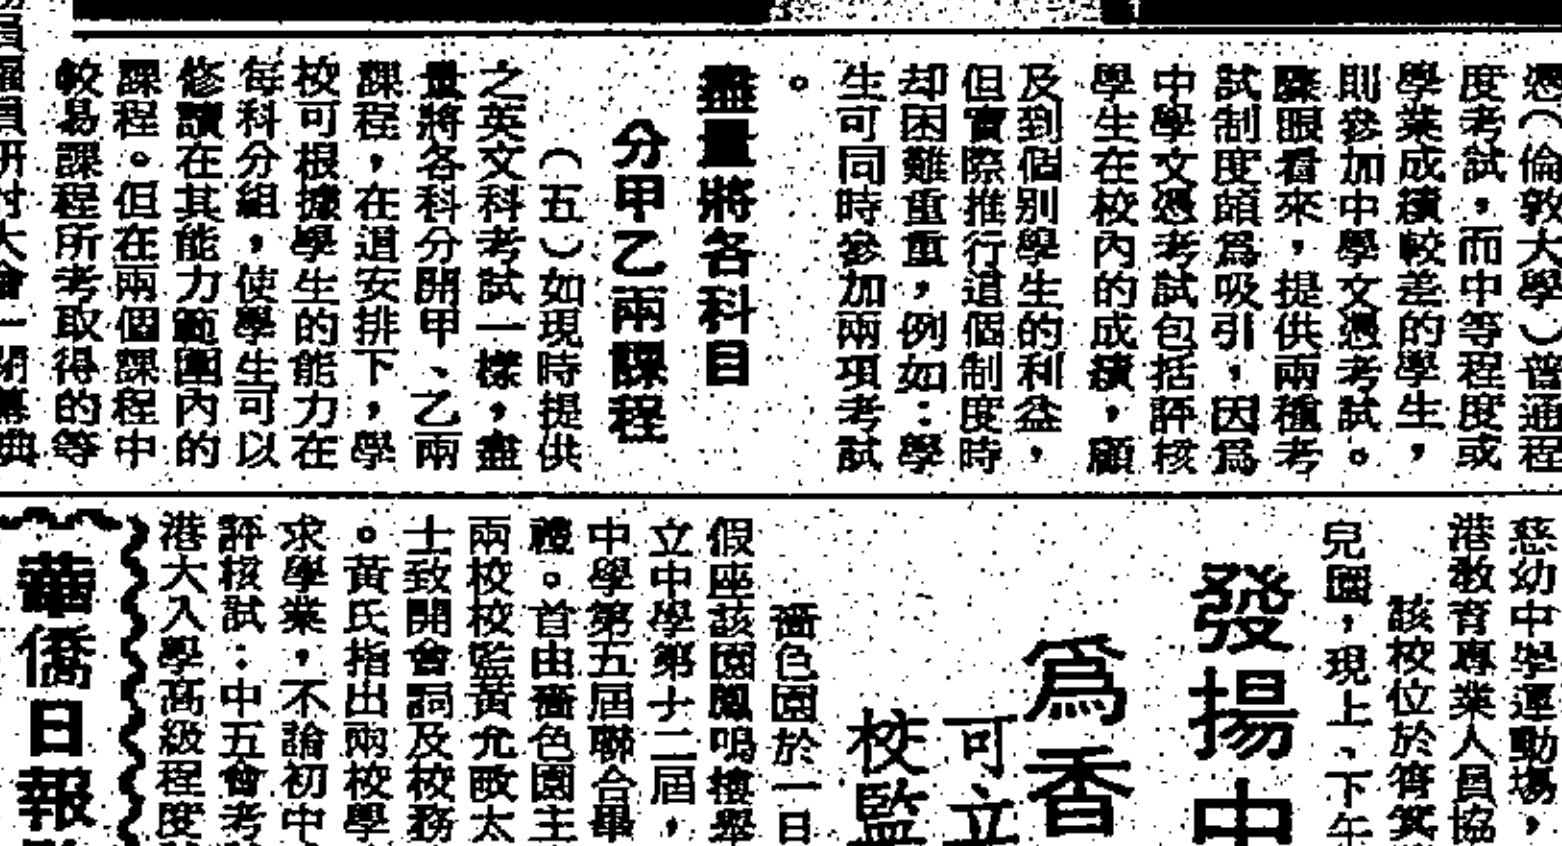 憑（倫敦大學）普通程
度考試，而中等程度或
學業成績較差的學生，
則參加中學文憑考試。
驟眼看來，提供兩種考
試制度頗爲吸引，因爲
中學文憑考試包括評核
學生在校內的成績，顧
及到個別學生的利益，
但實際推行這個制度時
却困難重重，例如：學
生可同時參加兩項考試
。
盡量將各科目
分甲乙兩課程
（五）如現時提供
之英文科考試一樣，盡
量將各科分開甲、乙兩
課程，在這安排下，學
校可根據學生的能力在
每科分組，使學生可以
修讀在其能力範圍內的
課程。但在兩個課程中
較易課程所考取得的等
研討大會一閉幕典
慈幼中學運動場，
港教育專業人員協
該校位於
兒園，現上、下午
發揚中
爲香
可立
校監
嗇色園於一日
假座該園鳳鳴樓舉
立中學第十二屆，
中學第五屆聯合畢
禮。首由嗇色園主
兩校校監黃允畋太
士致開會詞及校務
。黃氏指出兩校學
求學業，不論初中
評核試：中五會考
港大入學高級程度
華僑日報